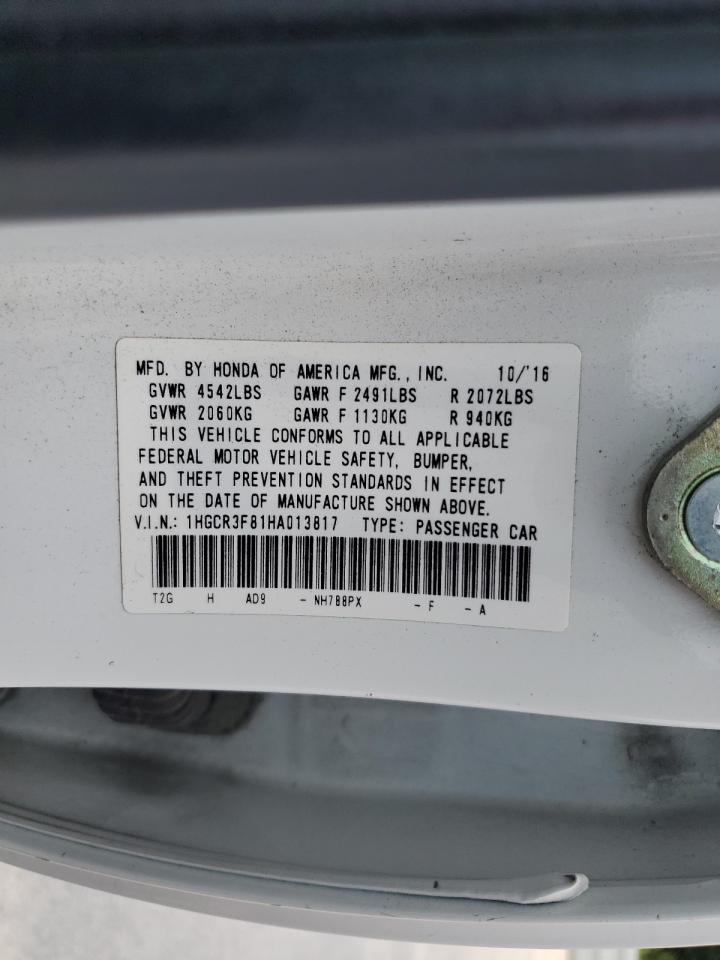 MFD. BY HONDA OF AMERICA MFG., INC. 10/'16
GVWR 4542LBS GAWR F 2491LBS R 2072LBS
GVWR 2060KG GAWR F 1130KG R 940KG
THIS VEHICLE CONFORMS TO ALL APPLICABLE
FEDERAL MOTOR VEHICLE SAFETY, BUMPER,
AND THEFT PREVENTION STANDARDS IN EFFECT
ON THE DATE OF MANUFACTURE SHOWN ABOVE.
V.I.N.: 1HGCR3F81HA013817 TYPE: PASSENGER CAR
T2G H AD9 - NH788PX - F - A